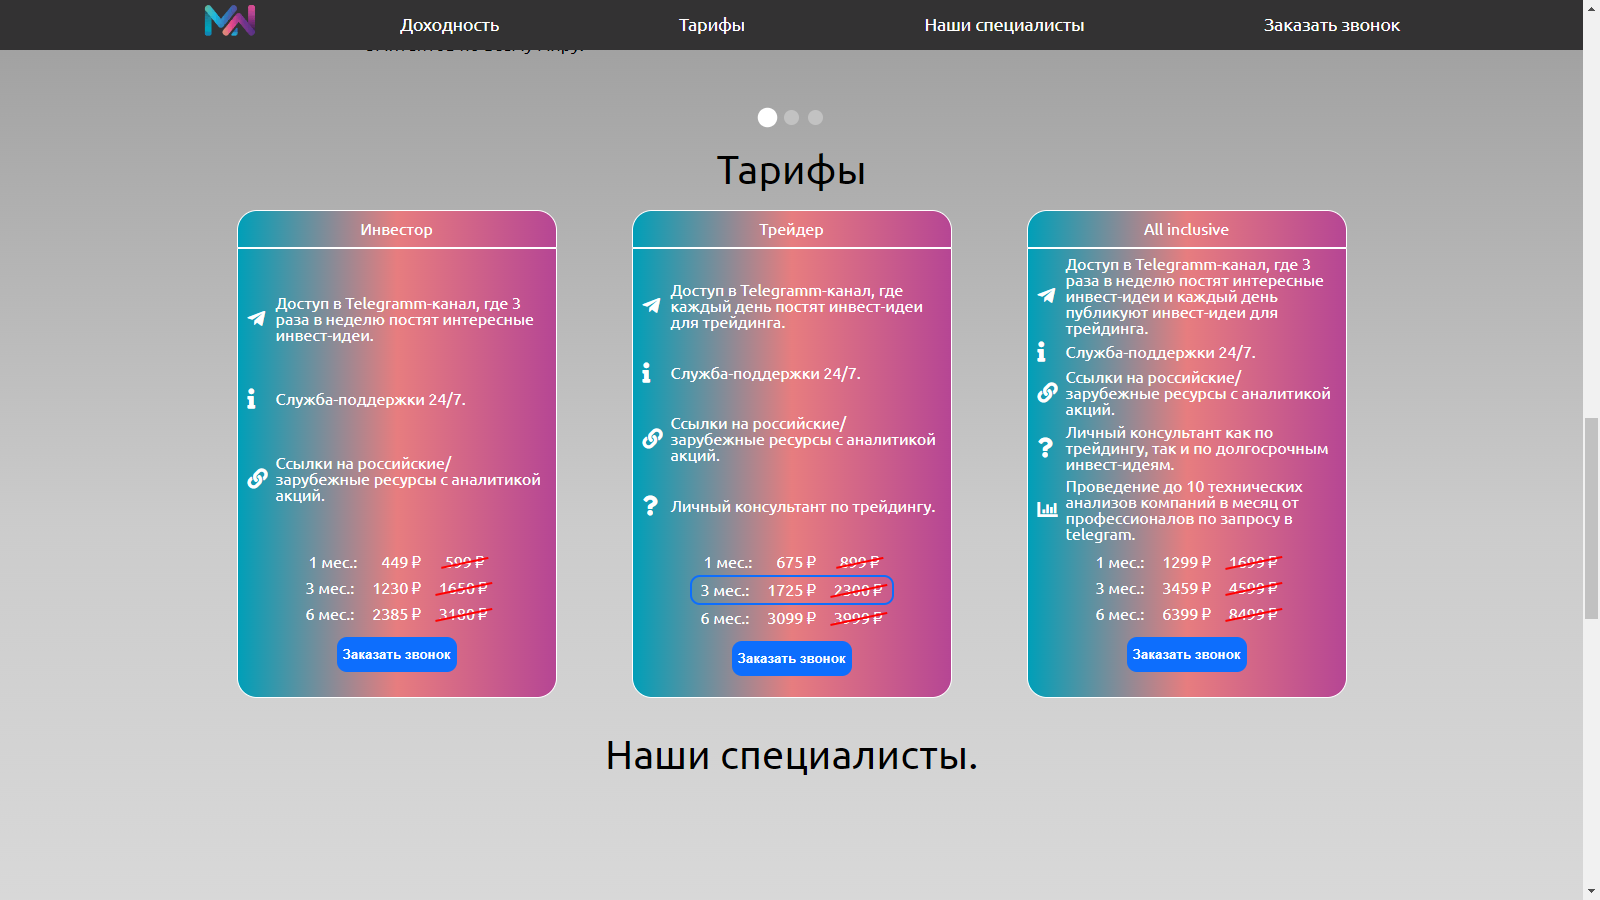 Доходность
Тарифы
Наши специалисты
Заказать звонок
Тарифы
Инвестор
Доступ в Telegramm-канал, где 3
раза в неделю постят интересные
инвест-идеи.
Служба-поддержки 24/7.
Ссылки на российские/
зарубежные ресурсы с аналитикой
акций.
1 мес.: 449 ₽ 599 ₽
3 мес.: 1230 ₽ 1650 ₽
6 мес.: 2385 ₽ 3180 ₽
Заказать звонок
Трейдер
Доступ в Telegramm-канал, где
каждый день постят инвест-идеи
для трейдинга.
Служба-поддержки 24/7.
Ссылки на российские/
зарубежные ресурсы с аналитикой
акций.
Личный консультант по трейдингу.
1 мес.: 675 ₽ 899 ₽
3 мес.: 1725 ₽ 2300 ₽
6 мес.: 3099 ₽ 3999 ₽
Заказать звонок
All inclusive
Доступ в Telegramm-канал, где 3
раза в неделю постят интересные
инвест-идеи и каждый день
публикуют инвест-идеи для
трейдинга.
Служба-поддержки 24/7.
Ссылки на российские/
зарубежные ресурсы с аналитикой
акций.
Личный консультант как по
трейдингу, так и по долгосрочным
инвест-идеям.
Проведение до 10 технических
анализов компаний в месяц от
профессионалов по запросу в
telegram.
1 мес.: 1299 ₽ 1699 ₽
3 мес.: 3459 ₽ 4599 ₽
6 мес.: 6399 ₽ 8499 ₽
Заказать звонок
Наши специалисты.